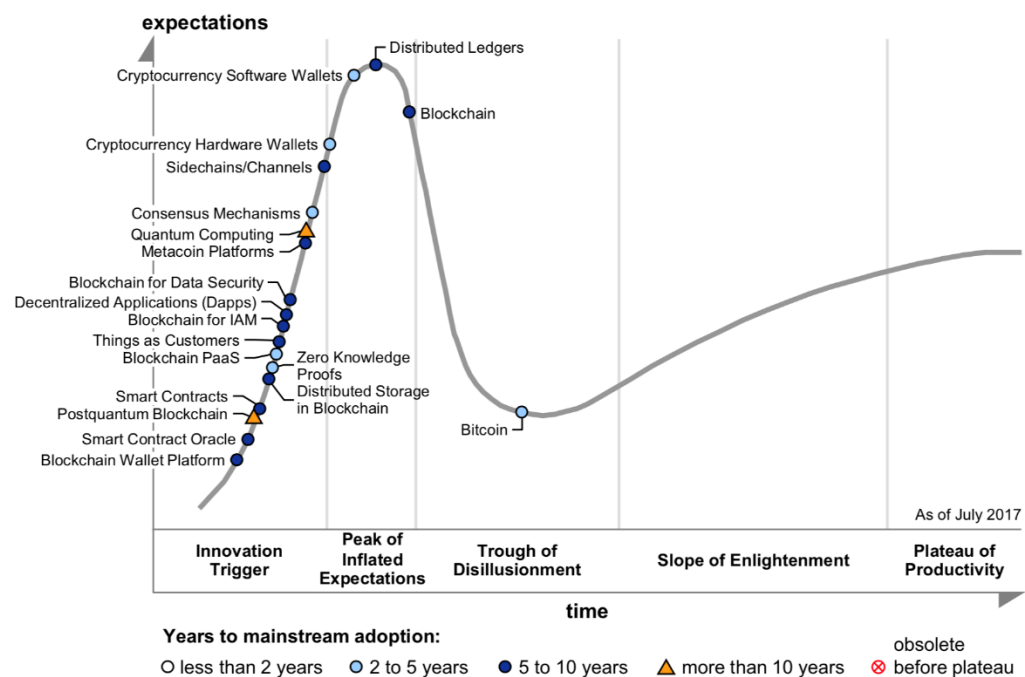 expectations
Distributed Ledgers
Cryptocurrency Software Wallets
Blockchain
Cryptocurrency Hardware Wallets
Sidechains/Channels
Consensus Mechanisms
Quantum Computing
Metacoin Platforms
Blockchain for Data Security
Decentralized Applications (Dapps)
Blockchain for IAM
Things as Customers
Blockchain PaaS
Zero Knowledge
Proofs
Distributed Storage
in Blockchain
Smart Contracts
Postquantum Blockchain
Smart Contract Oracle
Blockchain Wallet Platform
Bitcoin
As of July 2017
Innovation
Trigger
Peak of
Inflated
Expectations
Trough of
Disillusionment
Slope of Enlightenment
Plateau of
Productivity
time
Years to mainstream adoption:
less than 2 years
2 to 5 years
5 to 10 years
more than 10 years
obsolete
before plateau